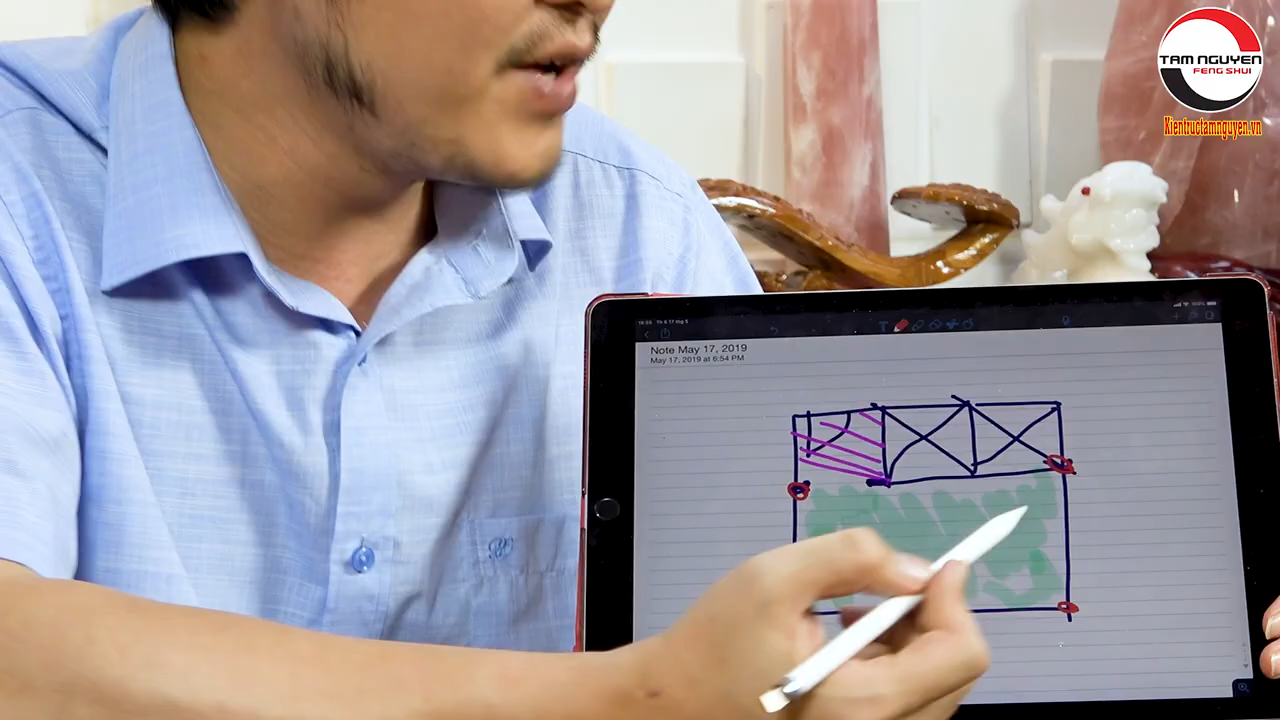 TAM NGUYEN
FENG SHUI
Kientructamnguyen.vn
Note May 17, 2019
May 17, 2019 at 6:54 PM